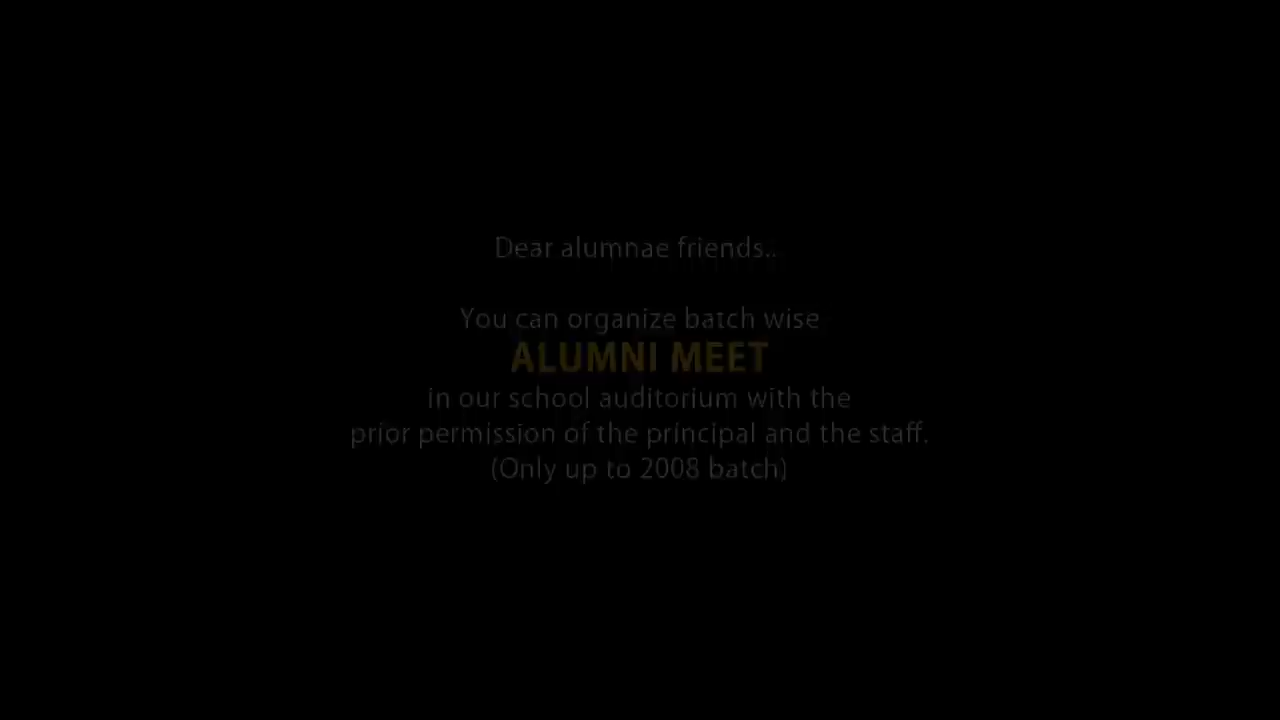 Dear alumnae friends..
You can organize batch wise
ALUMNI MEET
in our school auditorium with the
prior permission of the principal and the staff.
(Only up to 2008 batch)